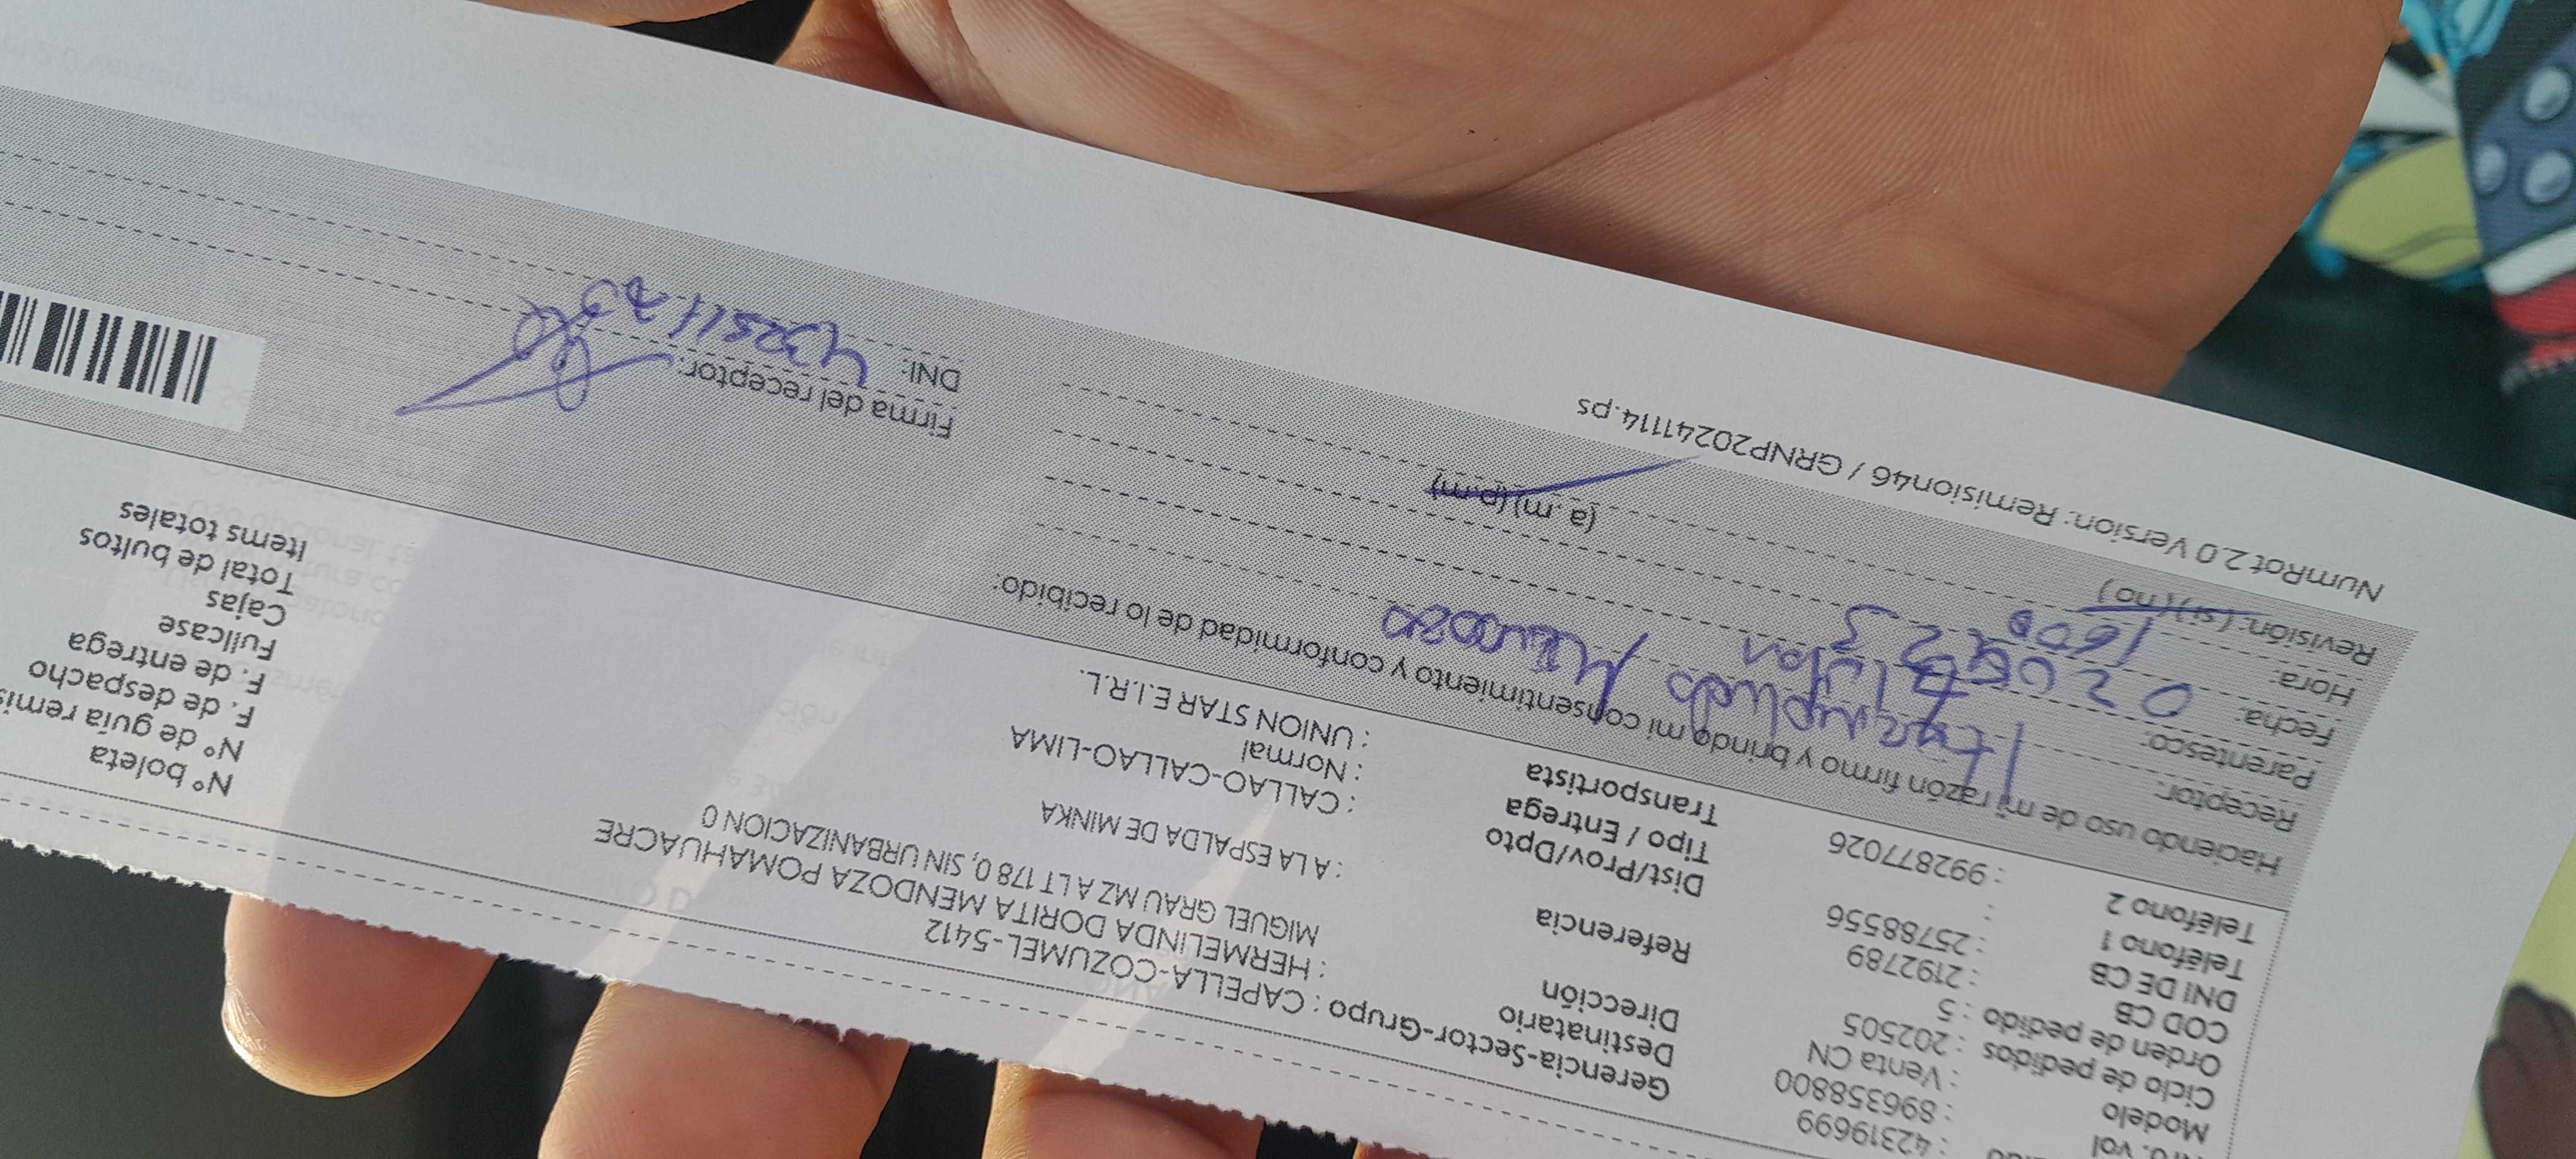 : 42319699
Nro. vol : 896358800
Modelo : Venta CN
Ciclo de pedidos : 202505
Orden de pedido : 5
COD CB : 2192789
DNI DE CB : 25788556
Teléfono 1 :
Teléfono 2 : 992877026
Gerencia-Sector-Grupo : CAPELLA-COZUMEL-5412
Destinatario : HERMELINDA DORITA MENDOZA POMAHUACRE
Dirección MIGUEL GRAU MZ A LT 178 0, SIN URBANIZACION 0
Referencia : A LA ESPALDA DE MINKA
Dist/Prov/Dpto : CALLAO-CALLAO-LIMA
Tipo / Entrega : Normal
Transportista : UNION STAR E.I.R.L.
N° boleta
N° de guía remis
F. de despacho
F. de entrega
Fullcase
Cajas
Total de bultos
Items totales
Haciendo uso de mi razón firmo y brindo mi consentimiento y conformidad de lo recibido:
Receptor:
Parentesco:
Fecha:
Hora: (a.m) (p.m)
Revisión: (si) (no)
Firma del receptor:
DNI:
NumRot 2.0 Version: Remision46 / GRNP20241114.ps